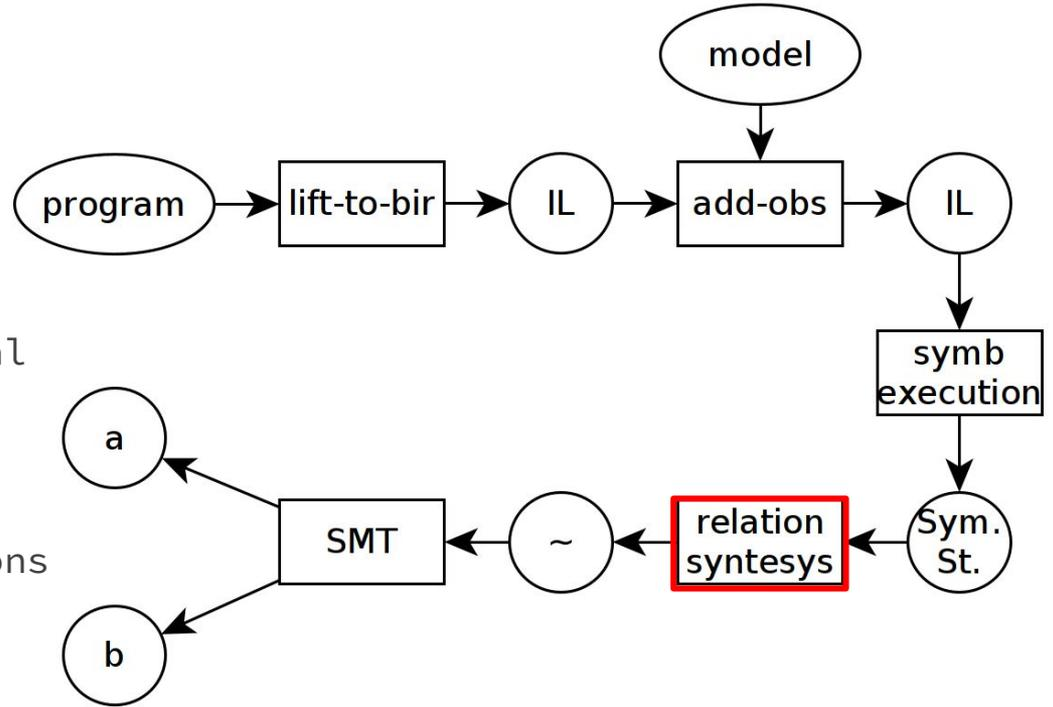 model
program
lift-to-bir
IL
add-obs
IL
symb
execution
a
SMT
~
relation
syntesys
Sym.
St.
b